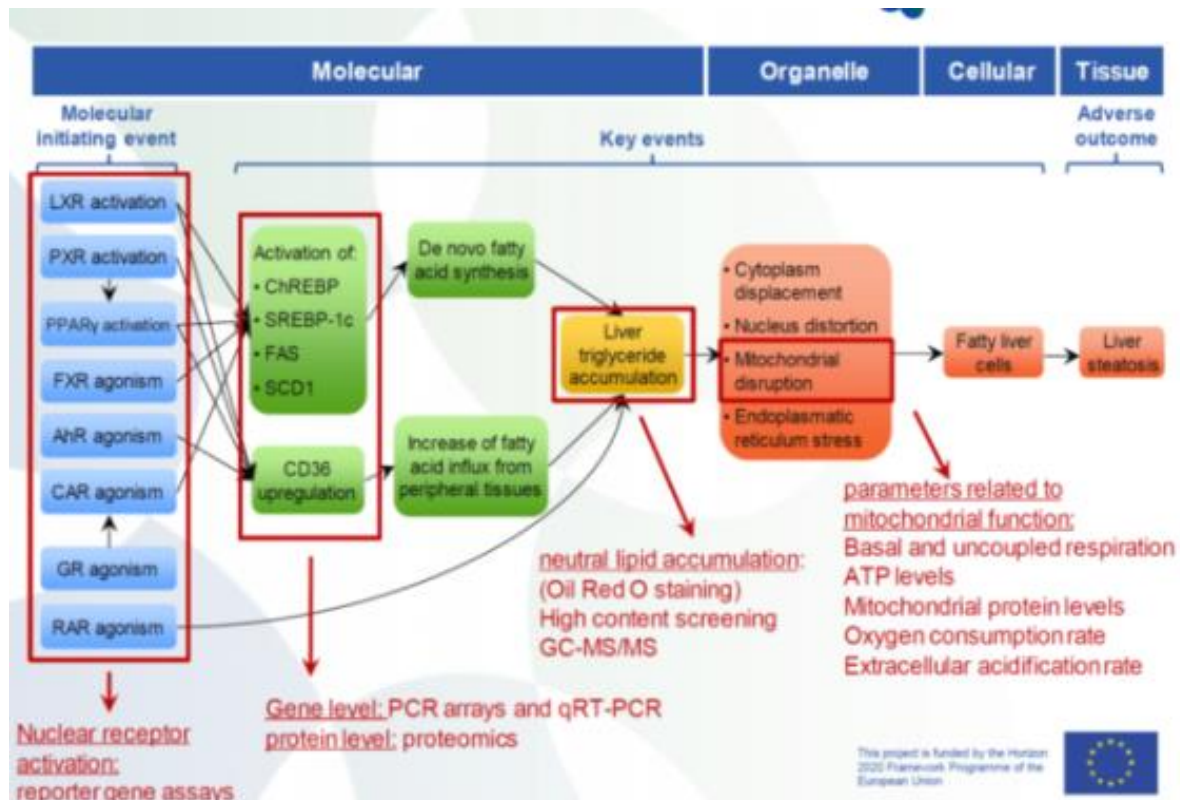 Molecular
Organelle
Cellular
Tissue
Molecular
initiating event
Key events
Adverse
outcome
LXR activation
PXR activation
PPARγ activation
FXR agonism
AhR agonism
CAR agonism
GR agonism
RAR agonism
Activation of:
• ChREBP
• SREBP-1c
• FAS
• SCD1
CD36
upregulation
De novo fatty
acid synthesis
Increase of fatty
acid influx from
peripheral tissues
Liver
triglyceride
accumulation
• Cytoplasm
displacement
• Nucleus distortion
• Mitochondrial
disruption
• Endoplasmatic
reticulum stress
Fatty liver
cells
Liver
steatosis
Nuclear receptor
activation:
reporter gene assays
Gene level: PCR arrays and qRT-PCR
protein level: proteomics
neutral lipid accumulation:
(Oil Red O staining)
High content screening
GC-MS/MS
parameters related to
mitochondrial function:
Basal and uncoupled respiration
ATP levels
Mitochondrial protein levels
Oxygen consumption rate
Extracellular acidification rate
This project is funded by the Horizon
2020 Framework Programme of the
European Union